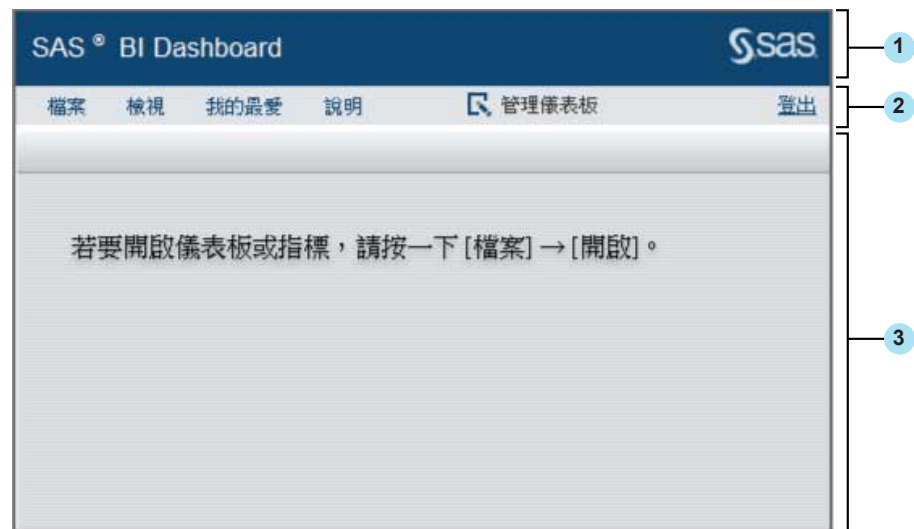 SAS ® BI Dashboard
sas
1
檔案 檢視 我的最愛 說明 管理儀表板 登出
2
若要開啟儀表板或指標，請按一下 [檔案] → [開啟]。
3